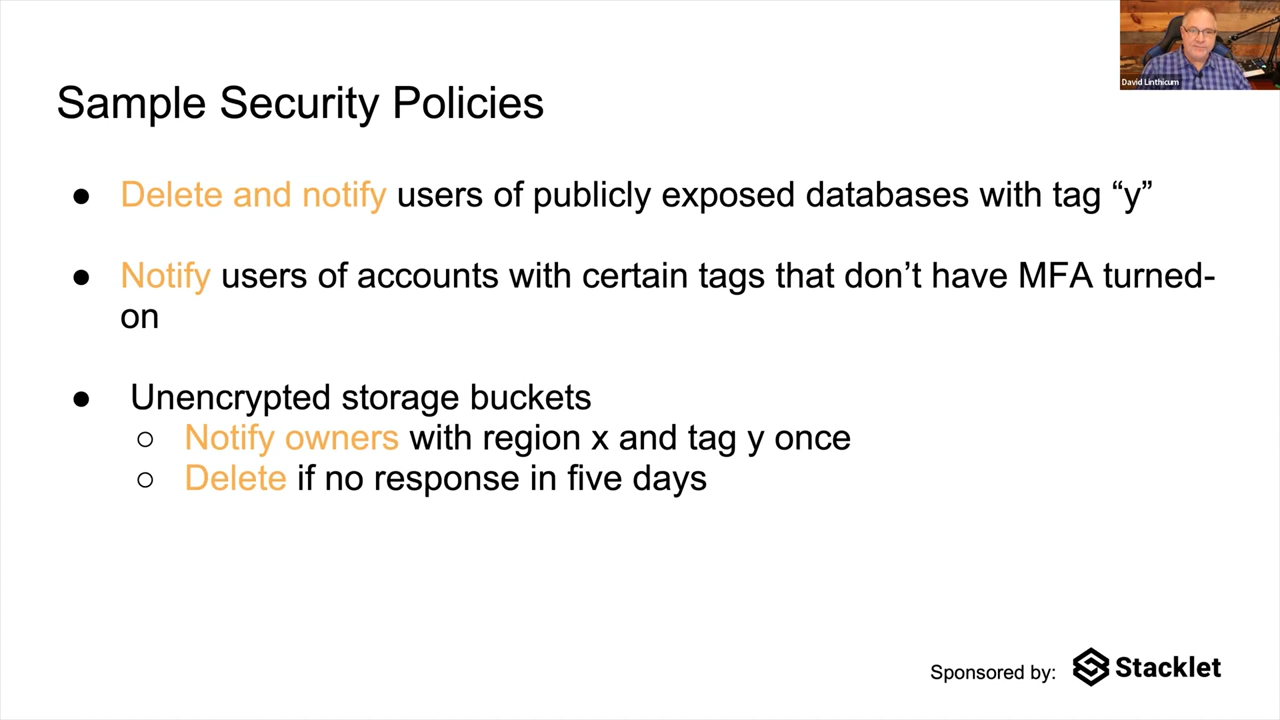 David Linthicum
Sample Security Policies
● Delete and notify users of publicly exposed databases with tag “y”
● Notify users of accounts with certain tags that don’t have MFA turned-
on
● Unencrypted storage buckets
○ Notify owners with region x and tag y once
○ Delete if no response in five days
Sponsored by: Stacklet